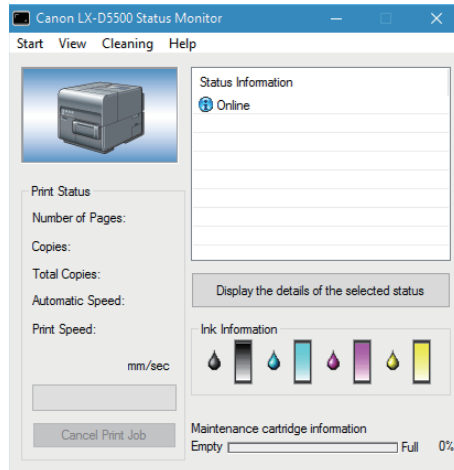 Canon LX-D5500 Status Monitor
Start View Cleaning Help
Status Information
Online
Print Status
Number of Pages:
Copies:
Total Copies:
Automatic Speed:
Print Speed:
mm/sec
Cancel Print Job
Display the details of the selected status
Ink Information
Maintenance cartridge information
Empty Full 0%